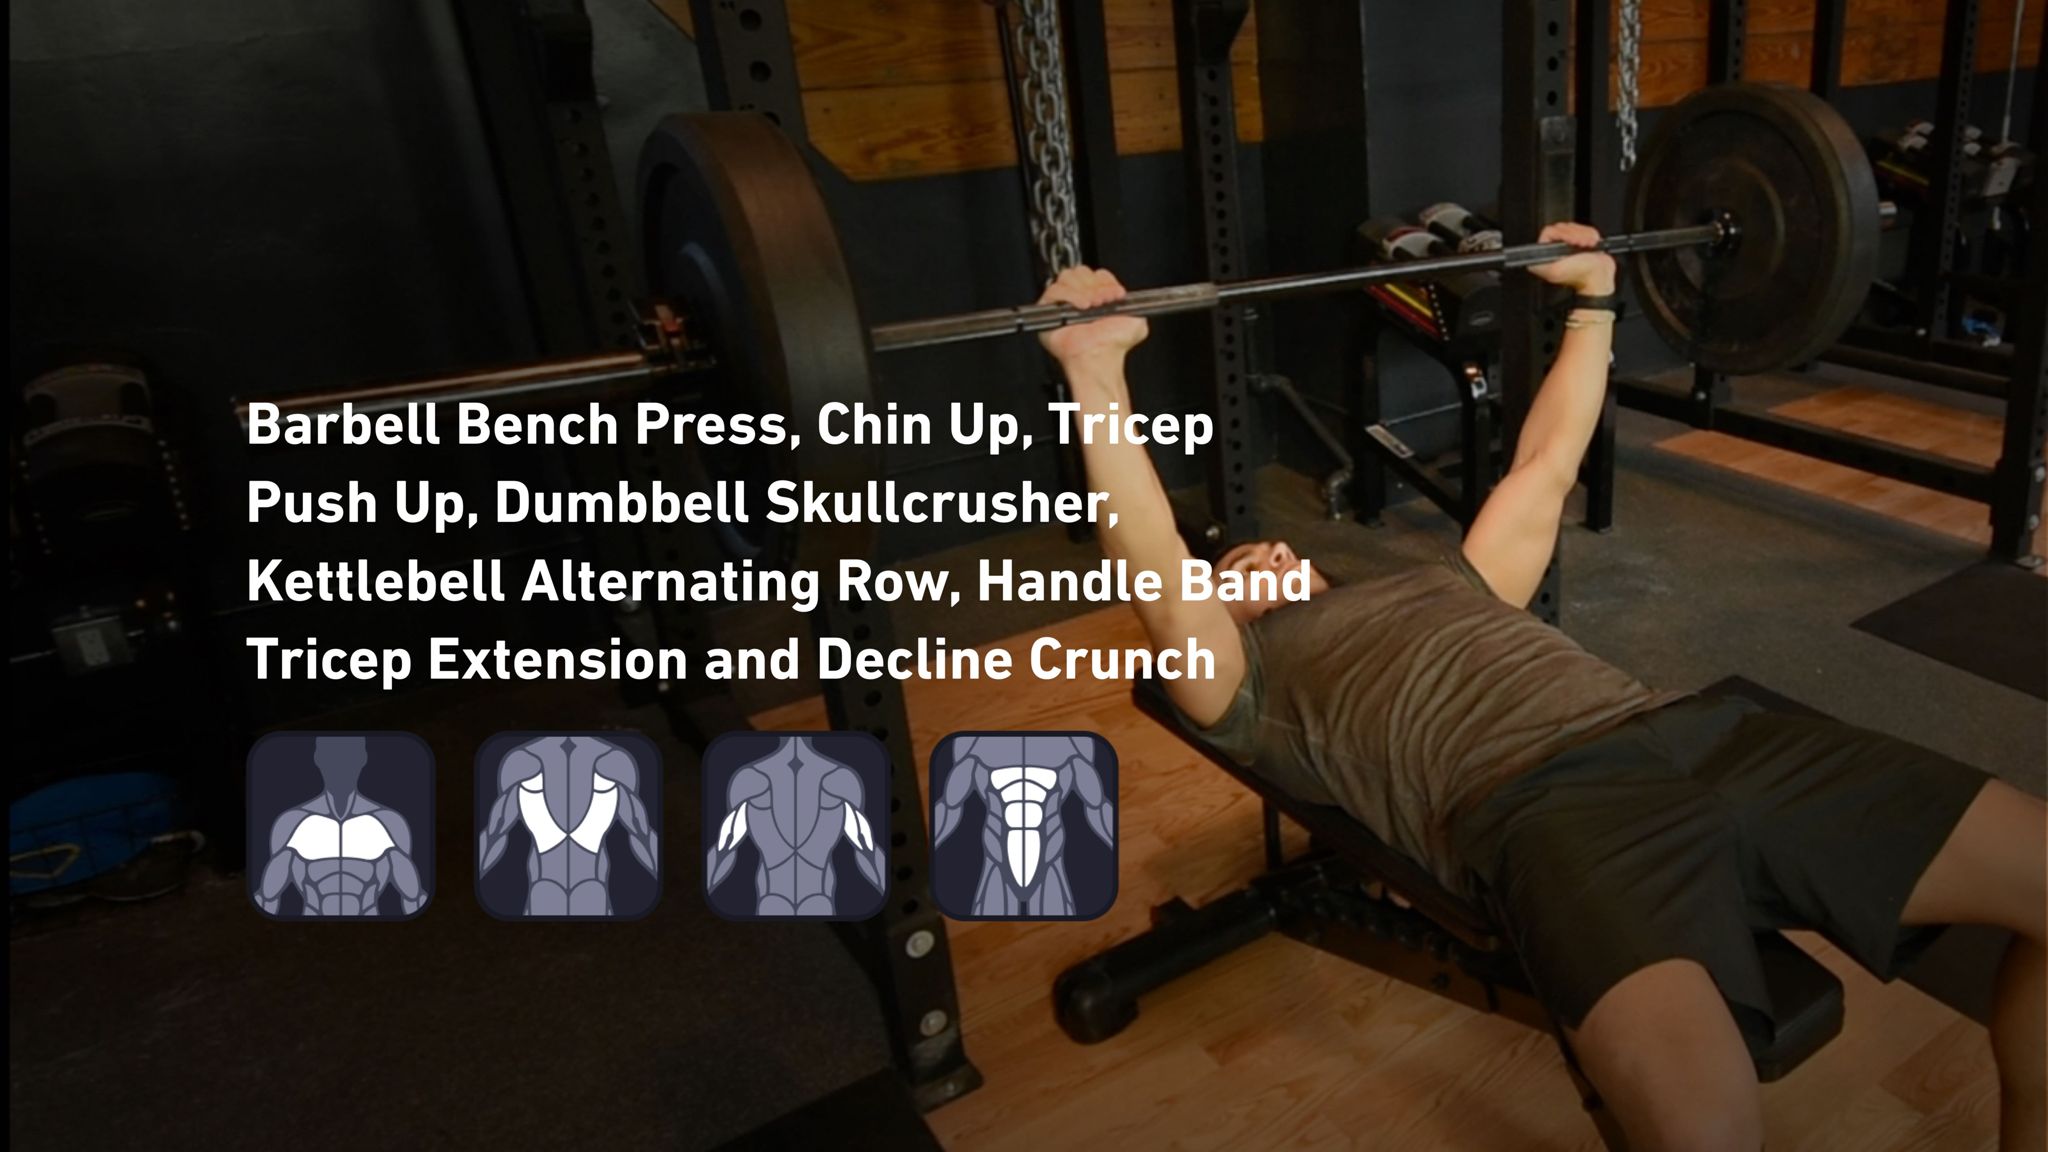 Barbell Bench Press, Chin Up, Tricep
Push Up, Dumbbell Skullcrusher,
Kettlebell Alternating Row, Handle Band
Tricep Extension and Decline Crunch